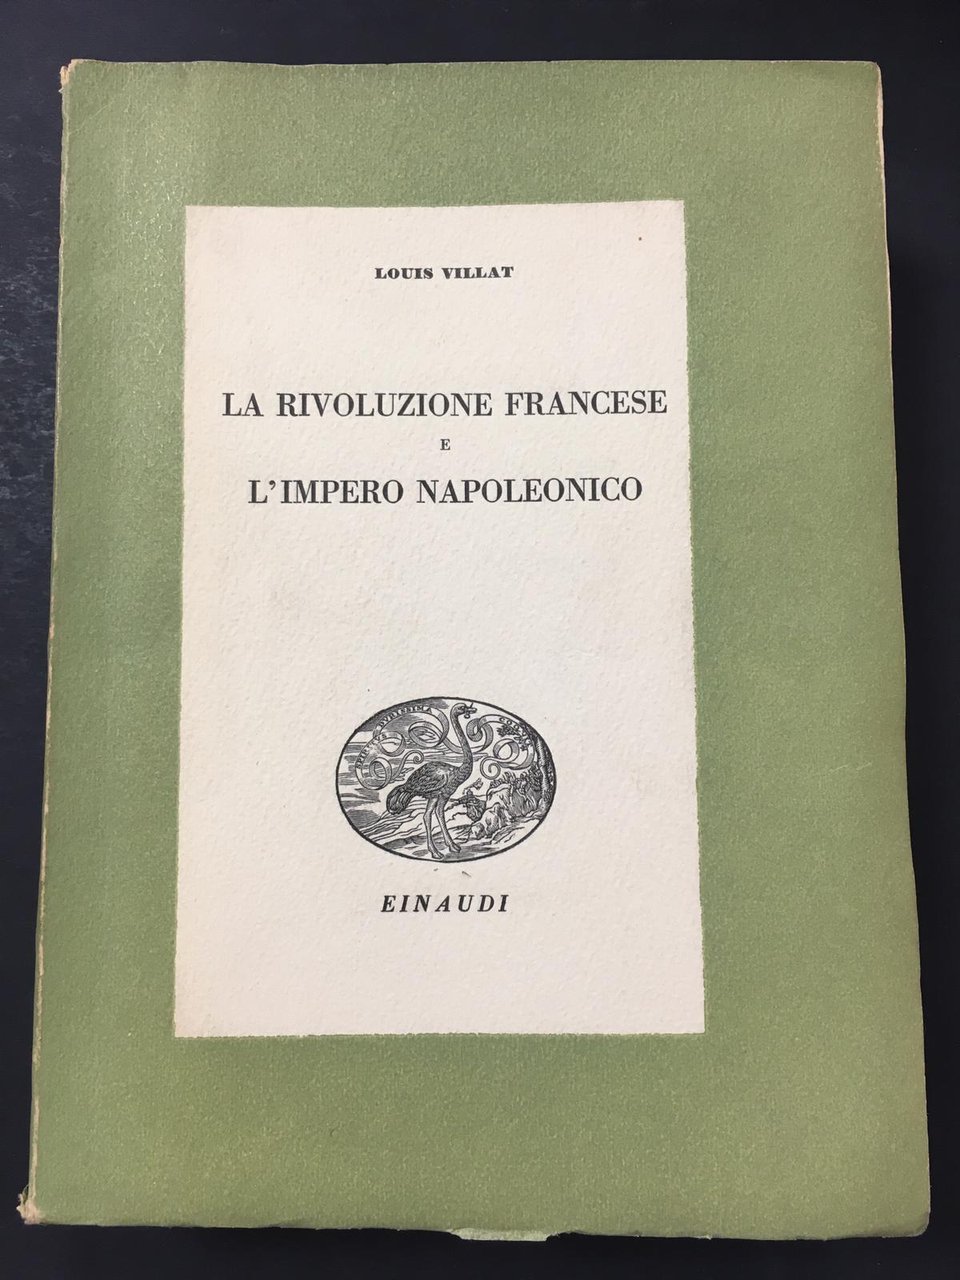 LOUIS VILLAT
LA RIVOLUZIONE FRANCESE
E
L'IMPERO NAPOLEONICO
EINAUDI